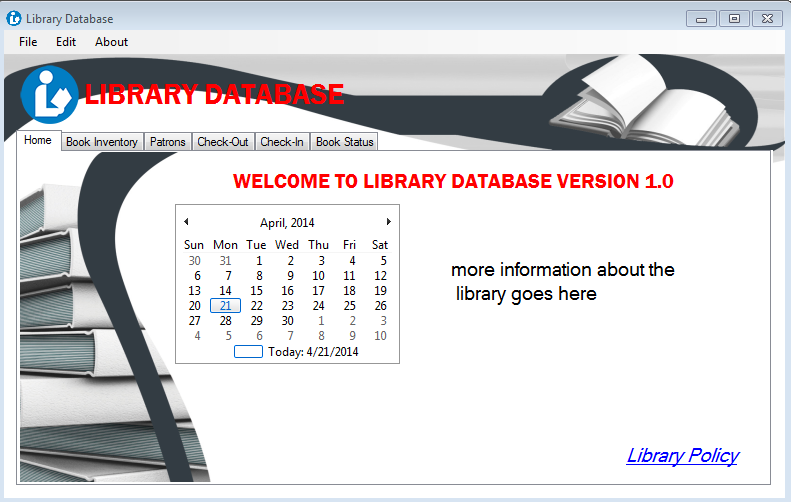 Library Database
File Edit About
LIBRARY DATABASE
Home Book Inventory Patrons Check-Out Check-In Book Status
WELCOME TO LIBRARY DATABASE VERSION 1.0
April, 2014
Sun Mon Tue Wed Thu Fri Sat
30 31 1 2 3 4 5
6 7 8 9 10 11 12
13 14 15 16 17 18 19
20 21 22 23 24 25 26
27 28 29 30 1 2 3
4 5 6 7 8 9 10
Today: 4/21/2014
more information about the
library goes here
Library Policy